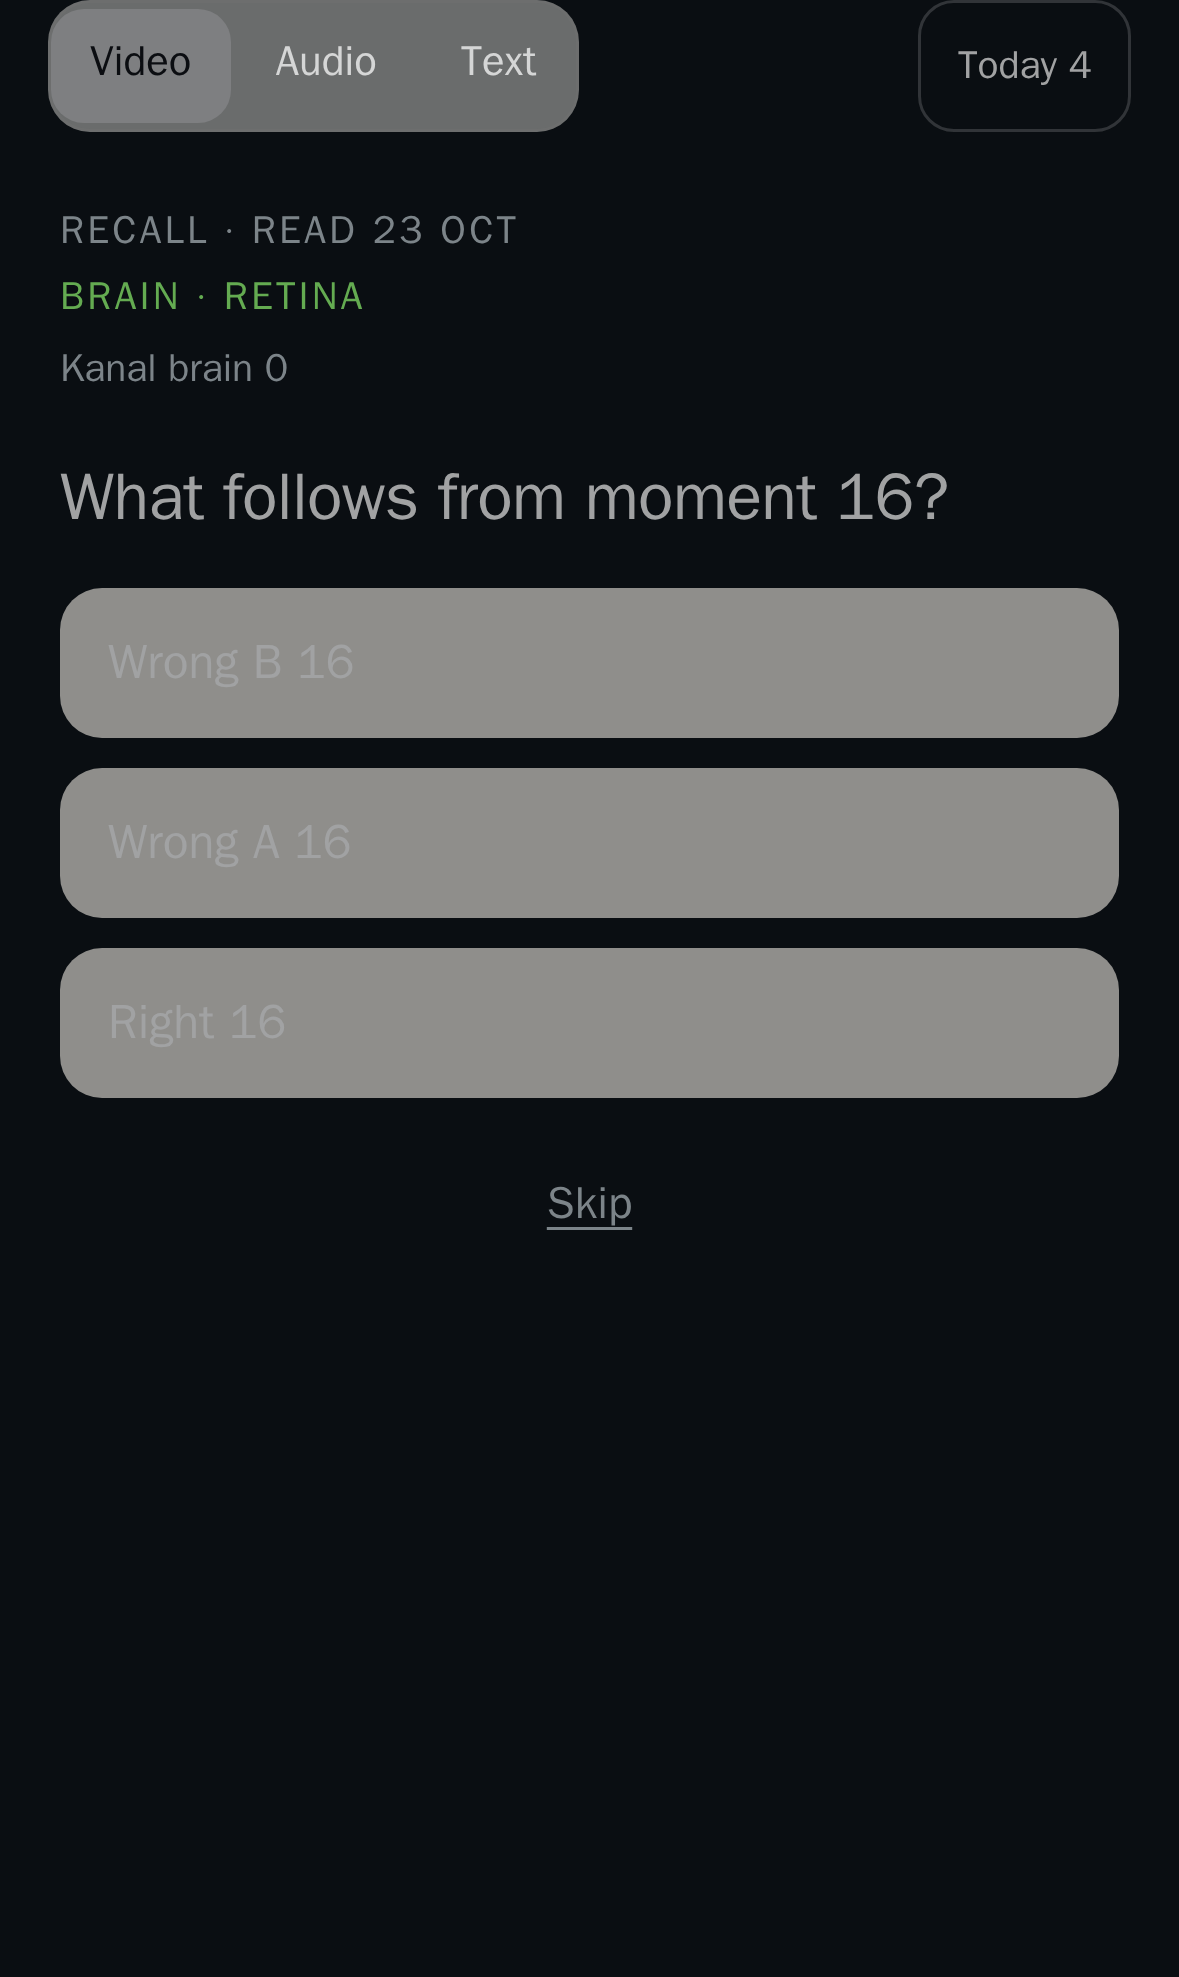 Video Audio Text Today 4
RECALL · READ 23 OCT
BRAIN · RETINA
Kanal brain 0
What follows from moment 16?
Wrong B 16
Wrong A 16
Right 16
Skip